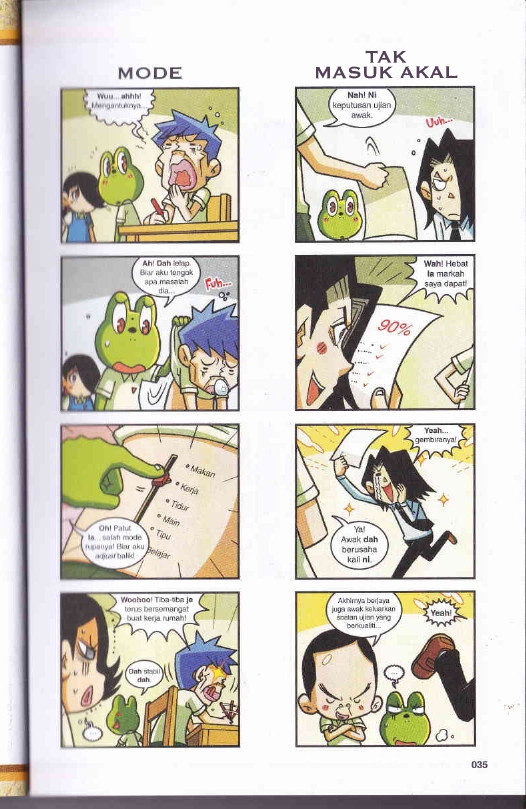 MODE
Wuu... ahhh!
Mengantuknya...
Ah! Dah lelap.
Biar aku tengok
apa masalah
dia...
Fuh...
Makan
Kerja
Tidur
Main
Tipu
Belajar
Oh! Patut
la... salah mode
rupanya! Biar aku
adjust balik!
Woohoo! Tiba-tiba je
terus bersemangat
buat kerja rumah!
Dah stabil
dah.
...
TAK
MASUK AKAL
Nah! Ni
keputusan ujian
awak.
Uuh...
Wah! Hebat
la markah
saya dapat!
90%
Yeah...
gembiranya!
Ya!
Awak dah
berusaha
kali ni.
Akhirnya berjaya
juga awak keluarkan
soalan ujian yang
berkualiti...
Yeah!
...
035